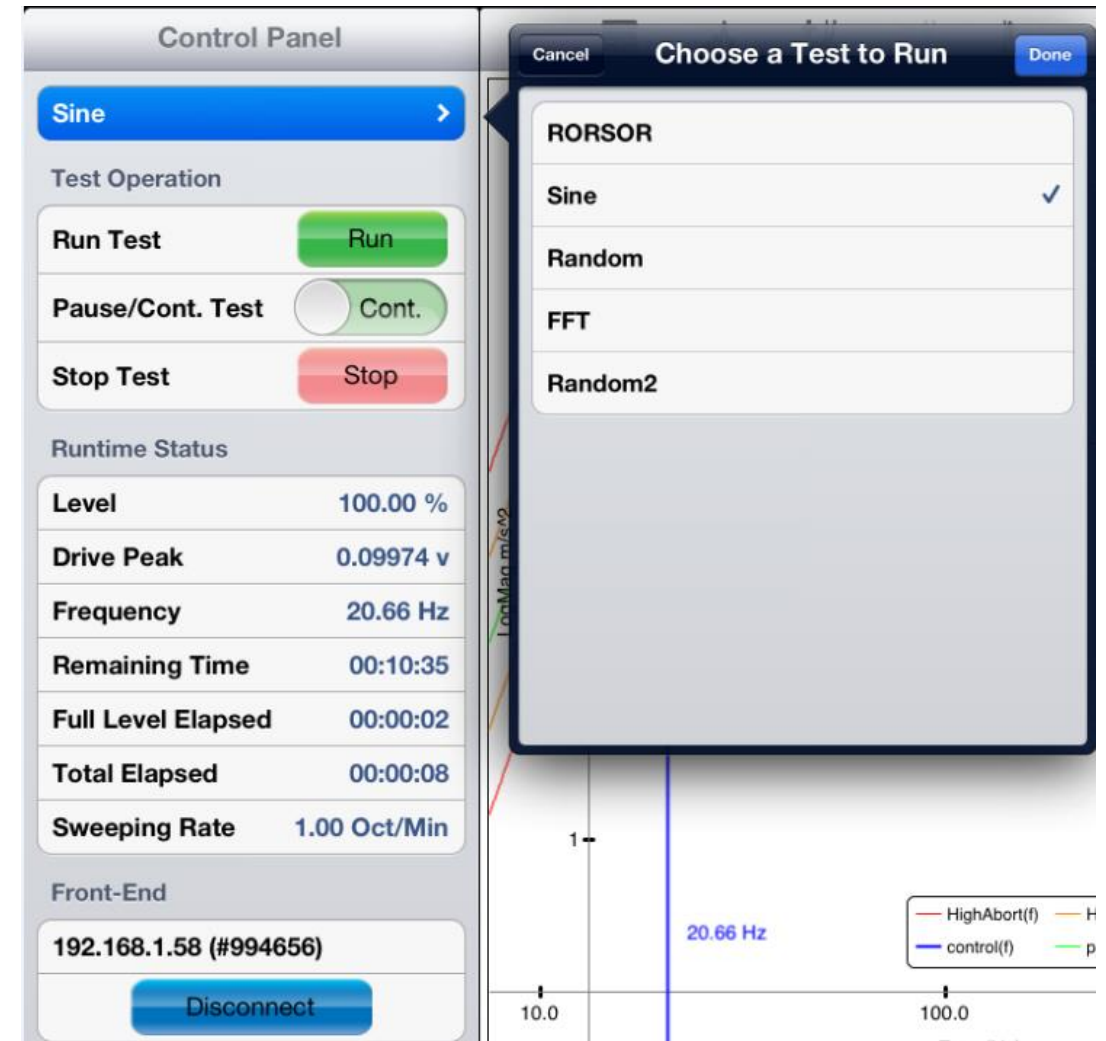 Control Panel
Sine
Test Operation
Run Test Run
Pause/Cont. Test Cont.
Stop Test Stop
Runtime Status
Level 100.00 %
Drive Peak 0.09974 v
Frequency 20.66 Hz
Remaining Time 00:10:35
Full Level Elapsed 00:00:02
Total Elapsed 00:00:08
Sweeping Rate 1.00 Oct/Min
Front-End
192.168.1.58 (#994656)
Disconnect
Cancel Choose a Test to Run Done
RORSOR
Sine ✓
Random
FFT
Random2
LogMag m/s^2
1
20.66 Hz
HighAbort(f) H
control(f) p
10.0 100.0